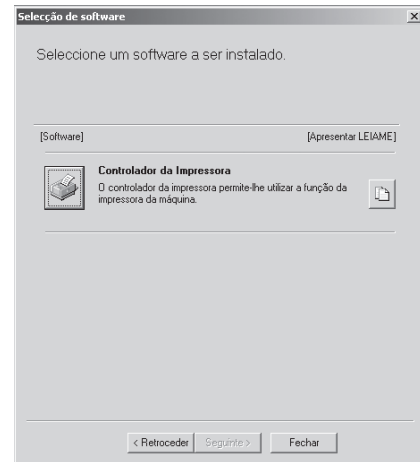 Selecção de software
Seleccione um software a ser instalado.
[Software] [Apresentar LEIAME]
Controlador da Impressora
O controlador da impressora permite-lhe utilizar a função da
impressora da máquina.
< Retroceder Seguinte > Fechar